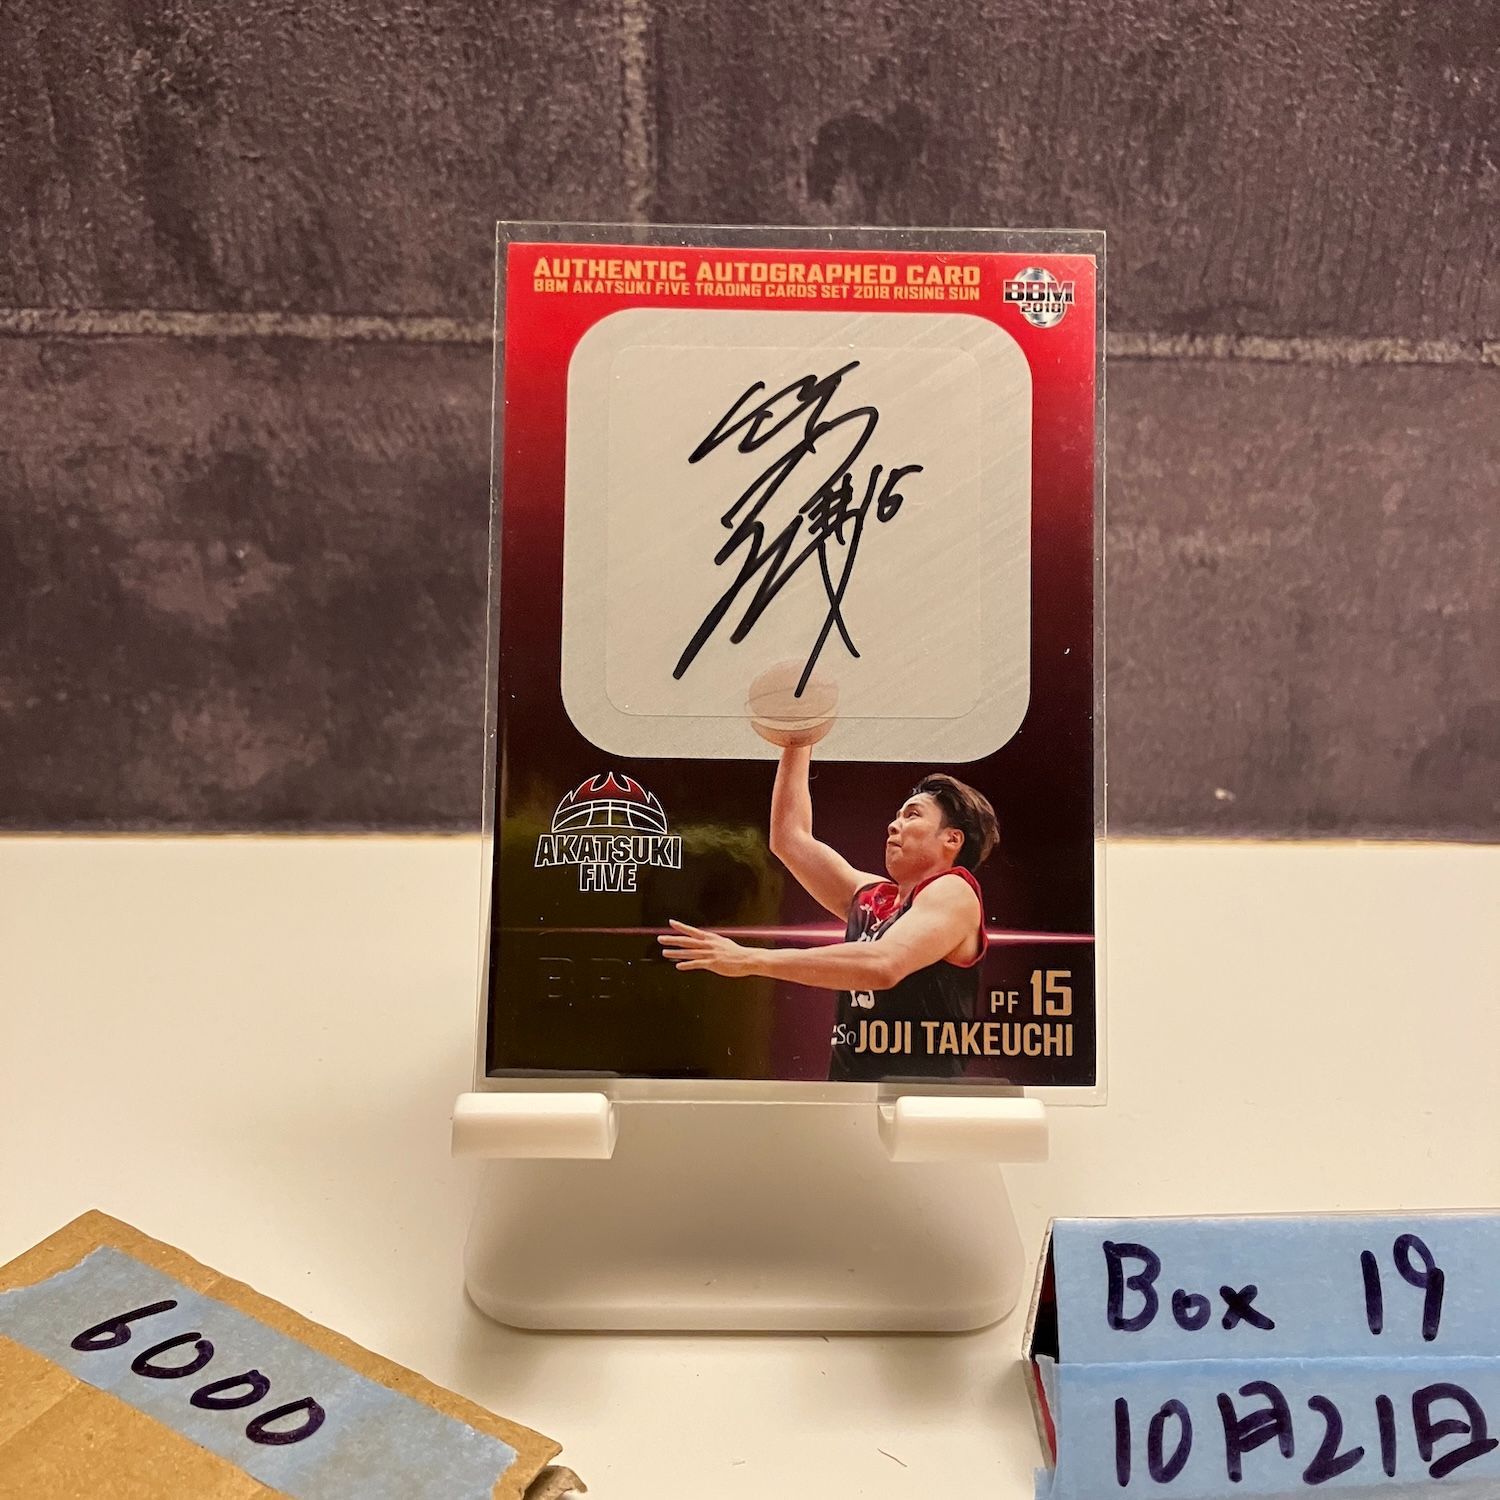 AUTHENTIC AUTOGRAPHED CARD
BBM AKATSUKI FIVE TRADING CARDS SET 2018 RISING SUN
BBM
2018
#15
AKATSUKI
FIVE
PF 15
JOJI TAKEUCHI
6000
Box 19
10月21日